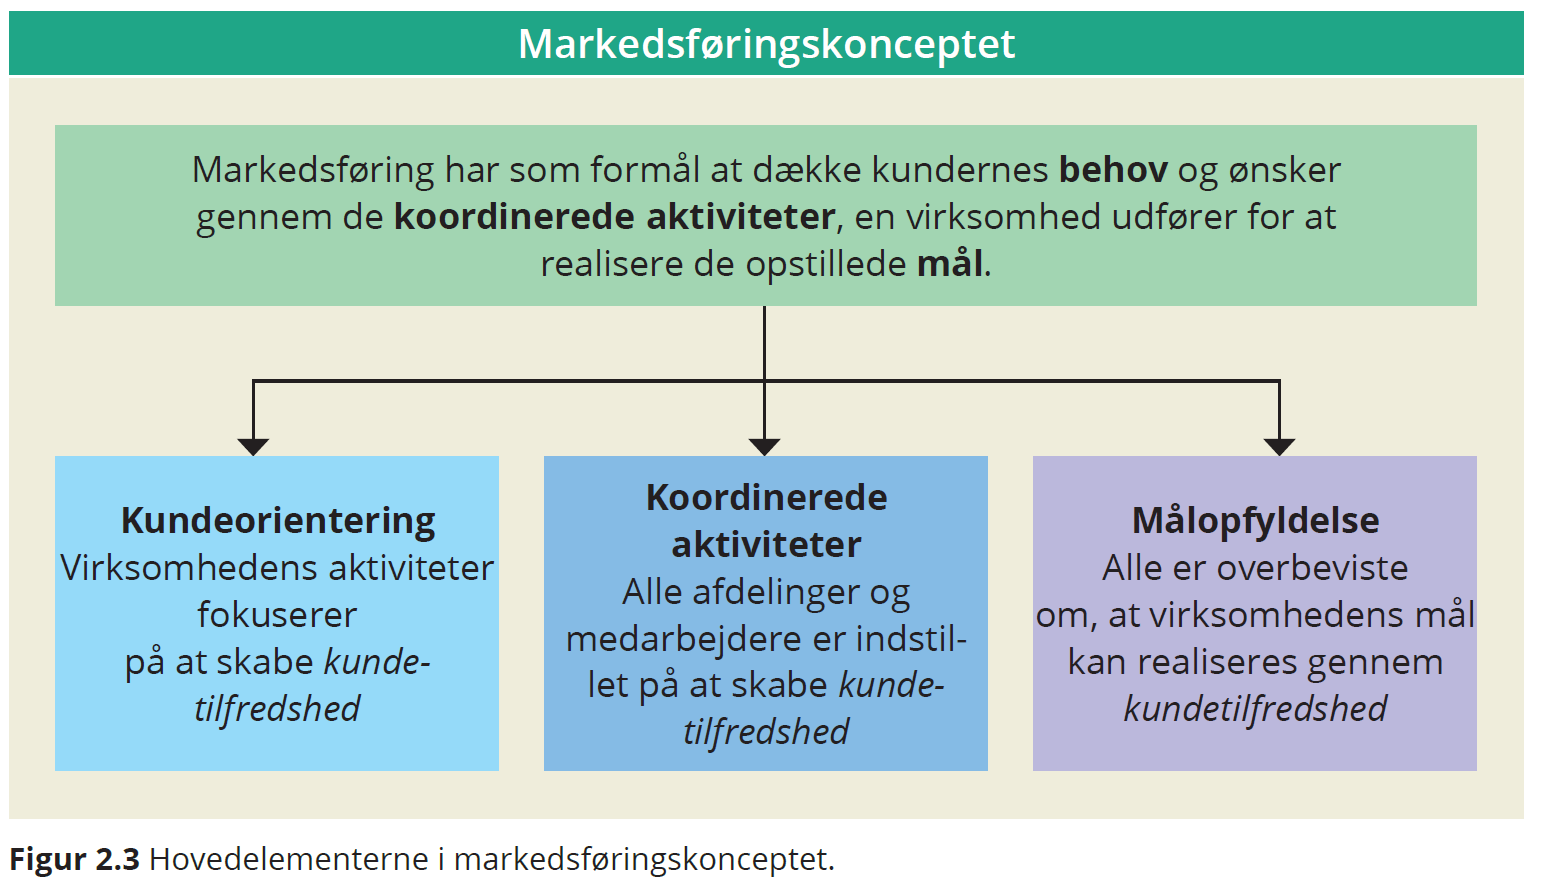 Markedsføringskonceptet
Markedsføring har som formål at dække kundernes behov og ønsker
gennem de koordinerede aktiviteter, en virksomhed udfører for at
realisere de opstillede mål.
Kundeorientering
Virksomhedens aktiviteter
fokuserer
på at skabe kunde-
tilfredshed
Koordinerede
aktiviteter
Alle afdelinger og
medarbejdere er indstil-
let på at skabe kunde-
tilfredshed
Målopfyldelse
Alle er overbeviste
om, at virksomhedens mål
kan realiseres gennem
kundetilfredshed
Figur 2.3 Hovedelementerne i markedsføringskonceptet.